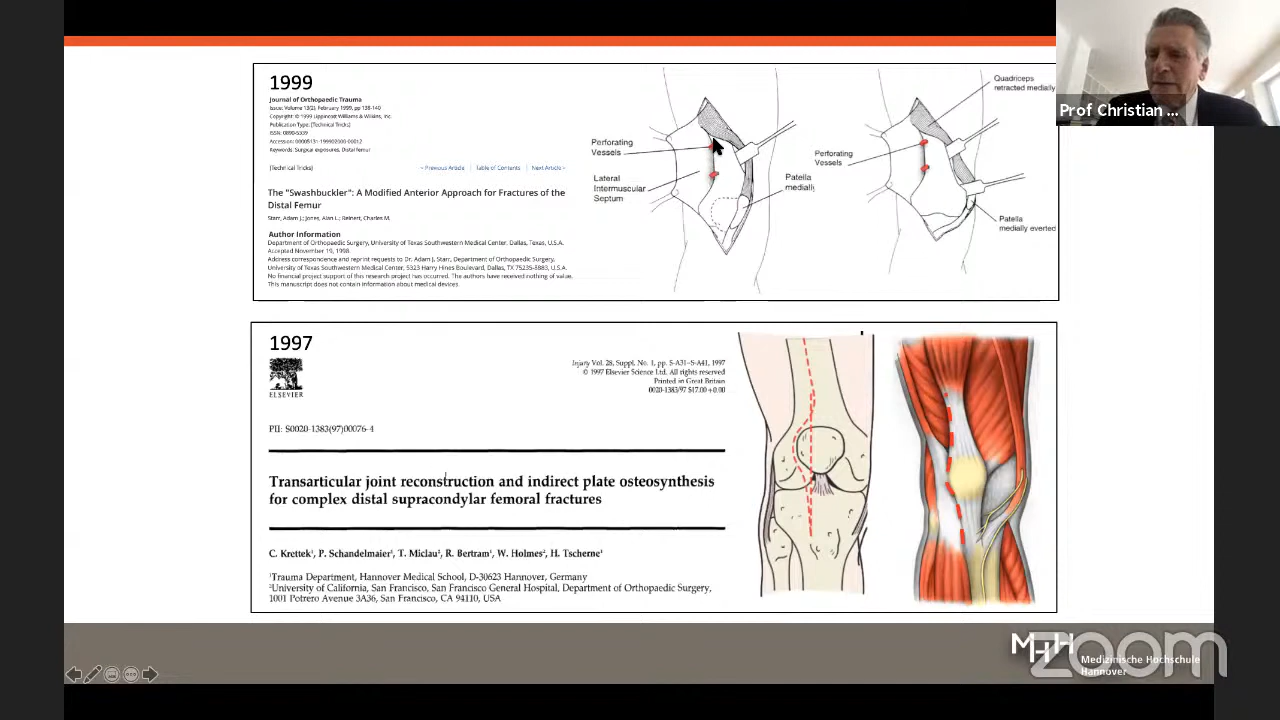 1999
Journal of Orthopaedic Trauma
Issue: Volume 13(2), February 1999, pp 138-140
Copyright: © 1999 Lippincott Williams & Wilkins, Inc.
Publication Type: [Technical Tricks]
ISSN: 0890-5339
Accession: 00005131-199902000-00012
Keywords: Surgical exposures, Distal femur
[Technical Tricks]
< Previous Article | Table of Contents | Next Article >
The "Swashbuckler": A Modified Anterior Approach for Fractures of the
Distal Femur
Starr, Adam J.; Jones, Alan L.; Reinert, Charles M.
Author Information
Department of Orthopaedic Surgery, University of Texas Southwestern Medical Center, Dallas, Texas, U.S.A.
Accepted November 19, 1998.
Address correspondence and reprint requests to Dr. Adam J. Starr, Department of Orthopaedic Surgery,
University of Texas Southwestern Medical Center, 5323 Harry Hines Boulevard, Dallas, TX 75235-8883, U.S.A.
No financial project support of this research project has occurred. The authors have received nothing of value.
This manuscript does not contain information about medical devices
Perforating
Vessels
Lateral
Intermuscular
Septum
Patella
medially
Perforating
Vessels
Quadriceps
retracted medially
Patella
medially everted
Prof Christian ...
1997
ELSEVIER
Injury Vol. 28, Suppl. No. 1, pp. S-A31–S-A41, 1997
© 1997 Elsevier Science Ltd. All rights reserved
Printed in Great Britain
0020-1383/97 $17.00+0.00
PII: S0020-1383(97)00076-4
Transarticular joint reconstruction and indirect plate osteosynthesis
for complex distal supracondylar femoral fractures
C. Krettek¹, P. Schandelmaier¹, T. Miclau², R. Bertram¹, W. Holmes², H. Tscherne¹
¹Trauma Department, Hannover Medical School, D-30623 Hannover, Germany
²University of California, San Francisco, San Francisco General Hospital, Department of Orthopaedic Surgery,
1001 Potrero Avenue 3A36, San Francisco, CA 94110, USA
MHH
Medizinische Hochschule
Hannover
zoom